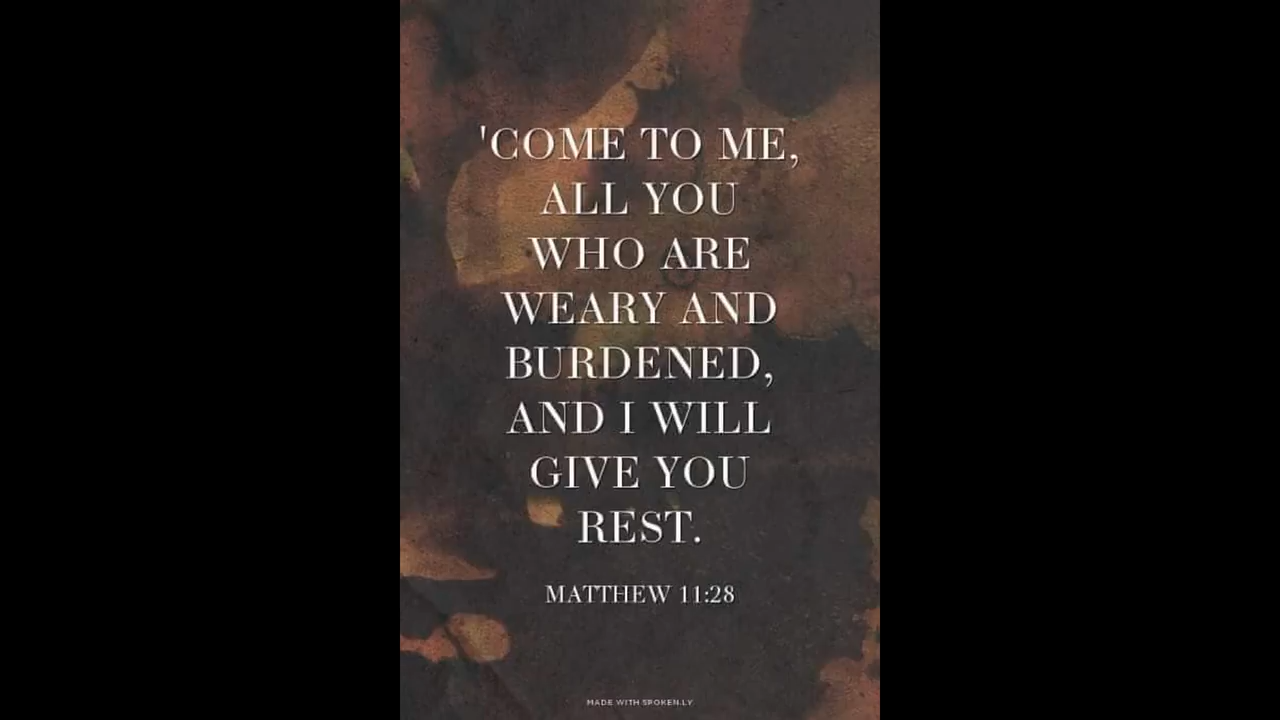 'COME TO ME,
ALL YOU
WHO ARE
WEARY AND
BURDENED,
AND I WILL
GIVE YOU
REST.
MATTHEW 11:28
MADE WITH SPOKEN.LY